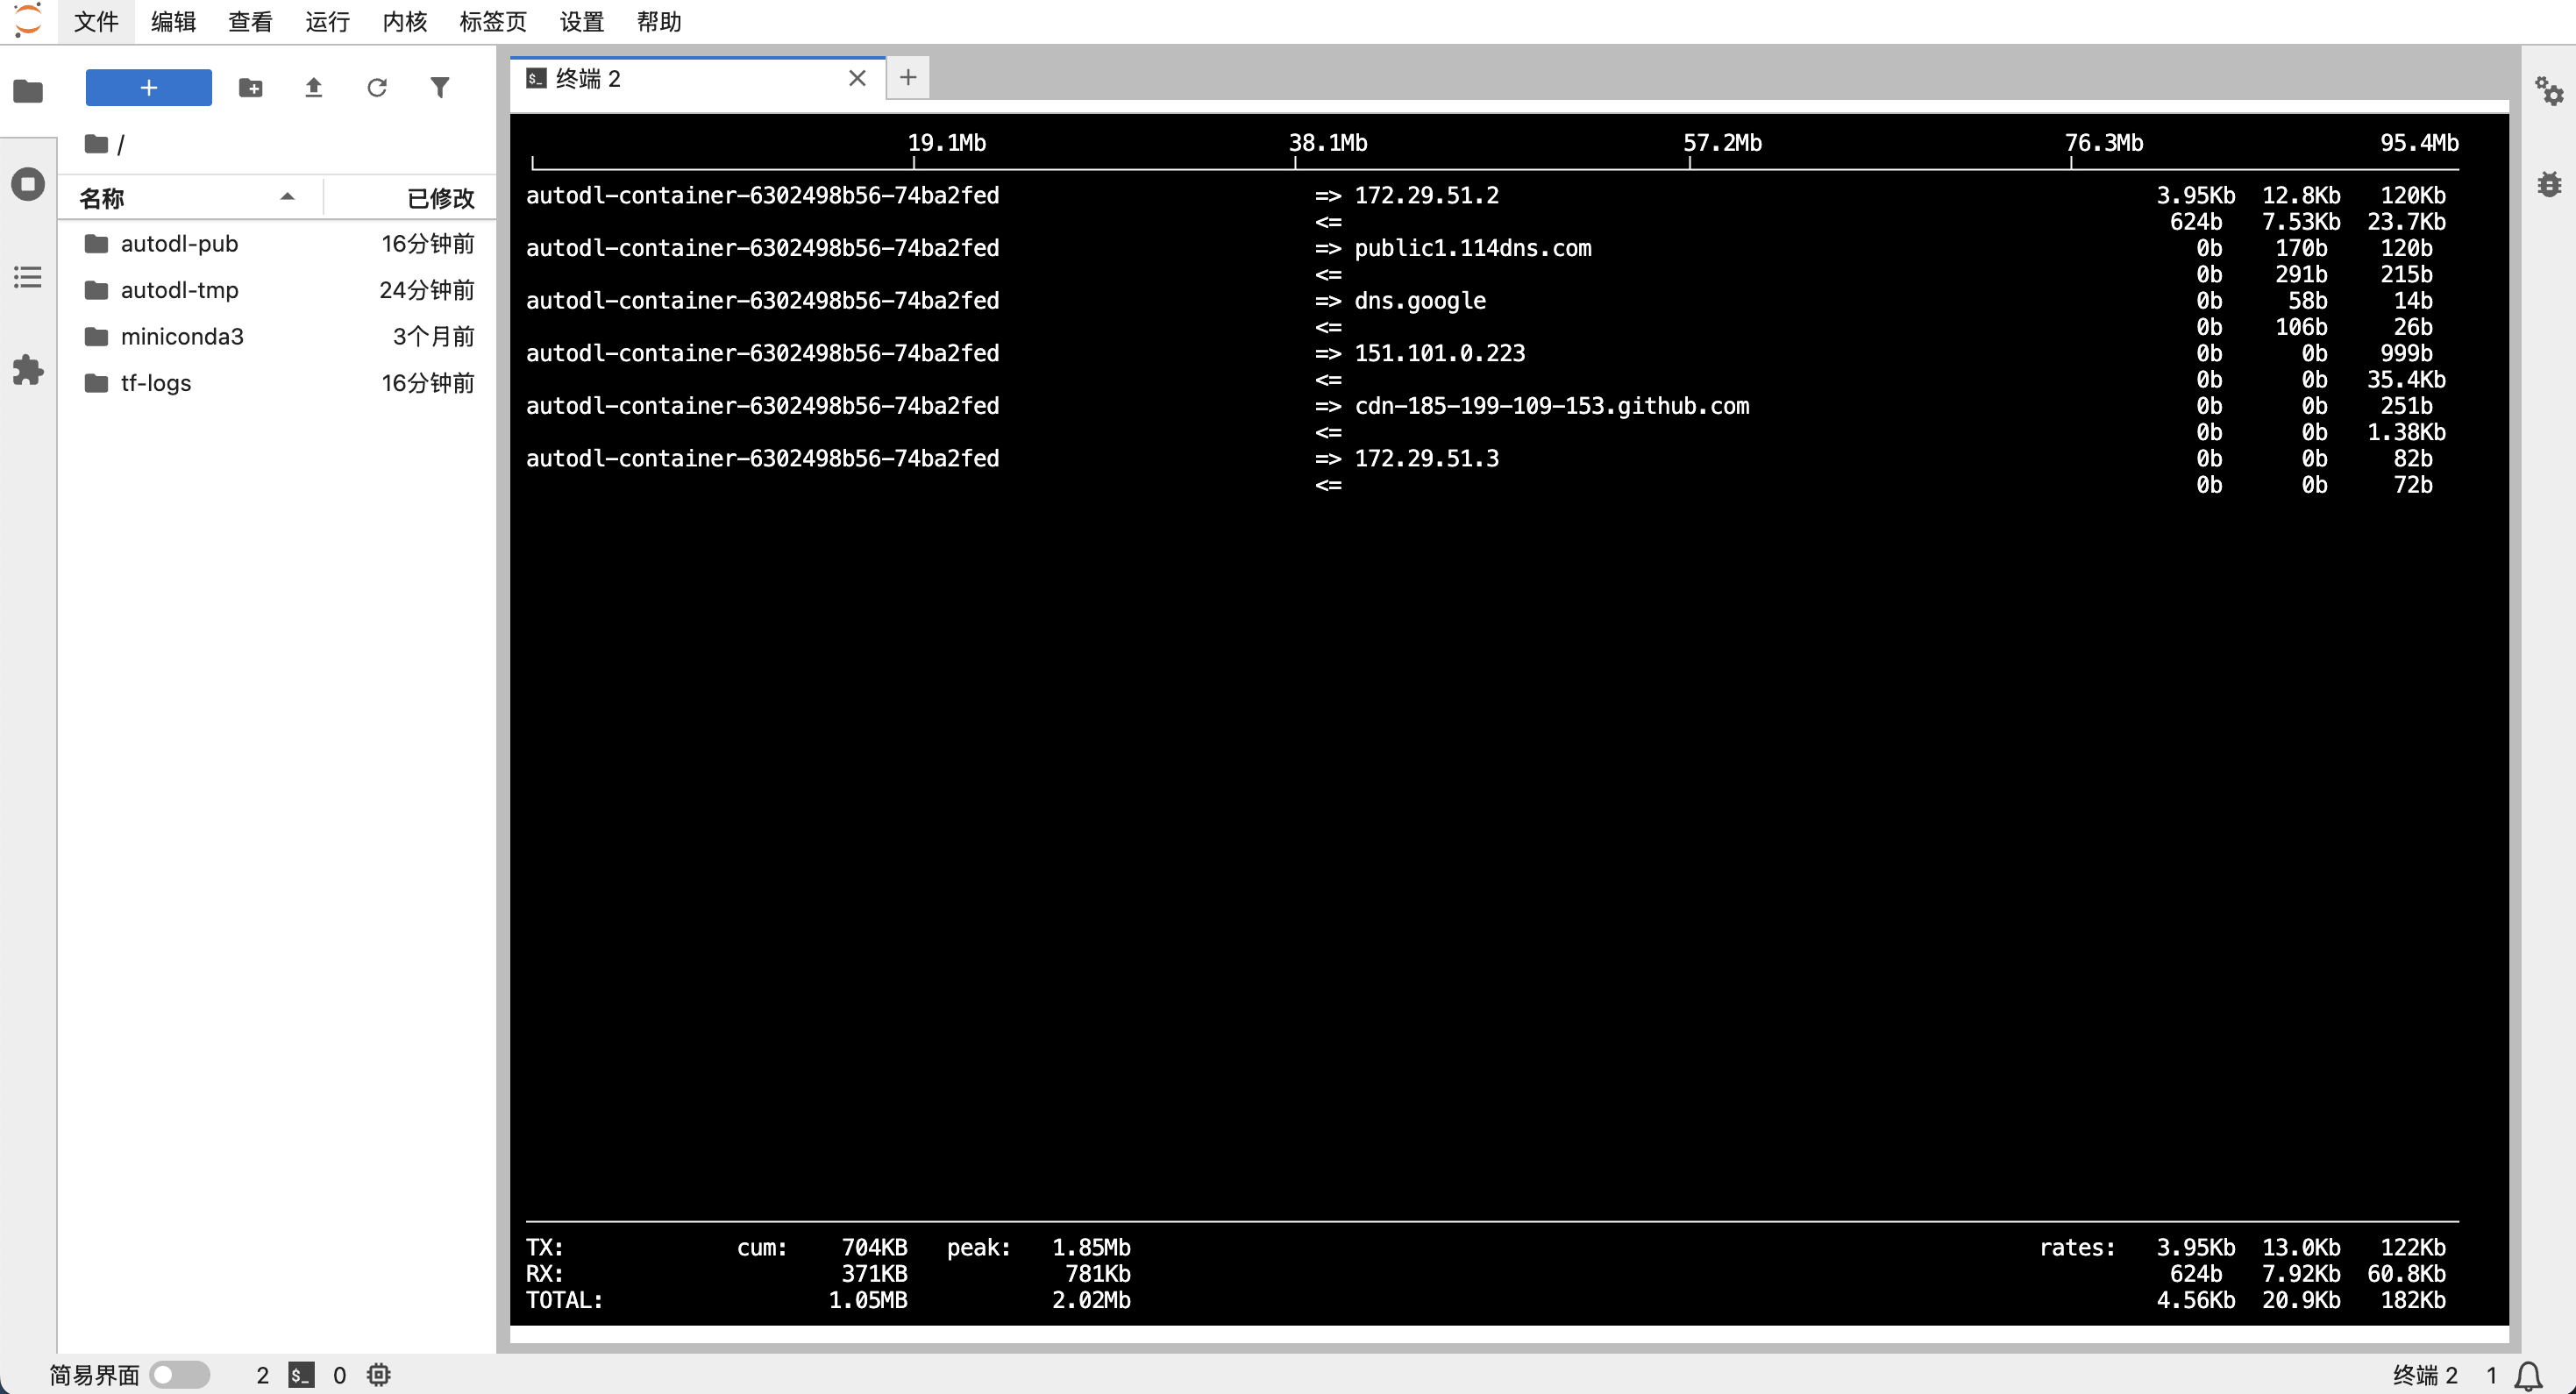 文件 编辑 查看 运行 内核 标签页 设置 帮助
终端 2
/
名称 已修改
autodl-pub 16分钟前
autodl-tmp 24分钟前
miniconda3 3个月前
tf-logs 16分钟前
19.1Mb 38.1Mb 57.2Mb 76.3Mb 95.4Mb
autodl-container-6302498b56-74ba2fed => 172.29.51.2 3.95Kb 12.8Kb 120Kb
<= 624b 7.53Kb 23.7Kb
autodl-container-6302498b56-74ba2fed => public1.114dns.com 0b 170b 120b
<= 0b 291b 215b
autodl-container-6302498b56-74ba2fed => dns.google 0b 58b 14b
<= 0b 106b 26b
autodl-container-6302498b56-74ba2fed => 151.101.0.223 0b 0b 999b
<= 0b 0b 35.4Kb
autodl-container-6302498b56-74ba2fed => cdn-185-199-109-153.github.com 0b 0b 251b
<= 0b 0b 1.38Kb
autodl-container-6302498b56-74ba2fed => 172.29.51.3 0b 0b 82b
<= 0b 0b 72b
TX: cum: 704KB peak: 1.85Mb rates: 3.95Kb 13.0Kb 122Kb
RX: 371KB 781Kb 624b 7.92Kb 60.8Kb
TOTAL: 1.05MB 2.02Mb 4.56Kb 20.9Kb 182Kb
简易界面 2 $_ 0 终端 2 1